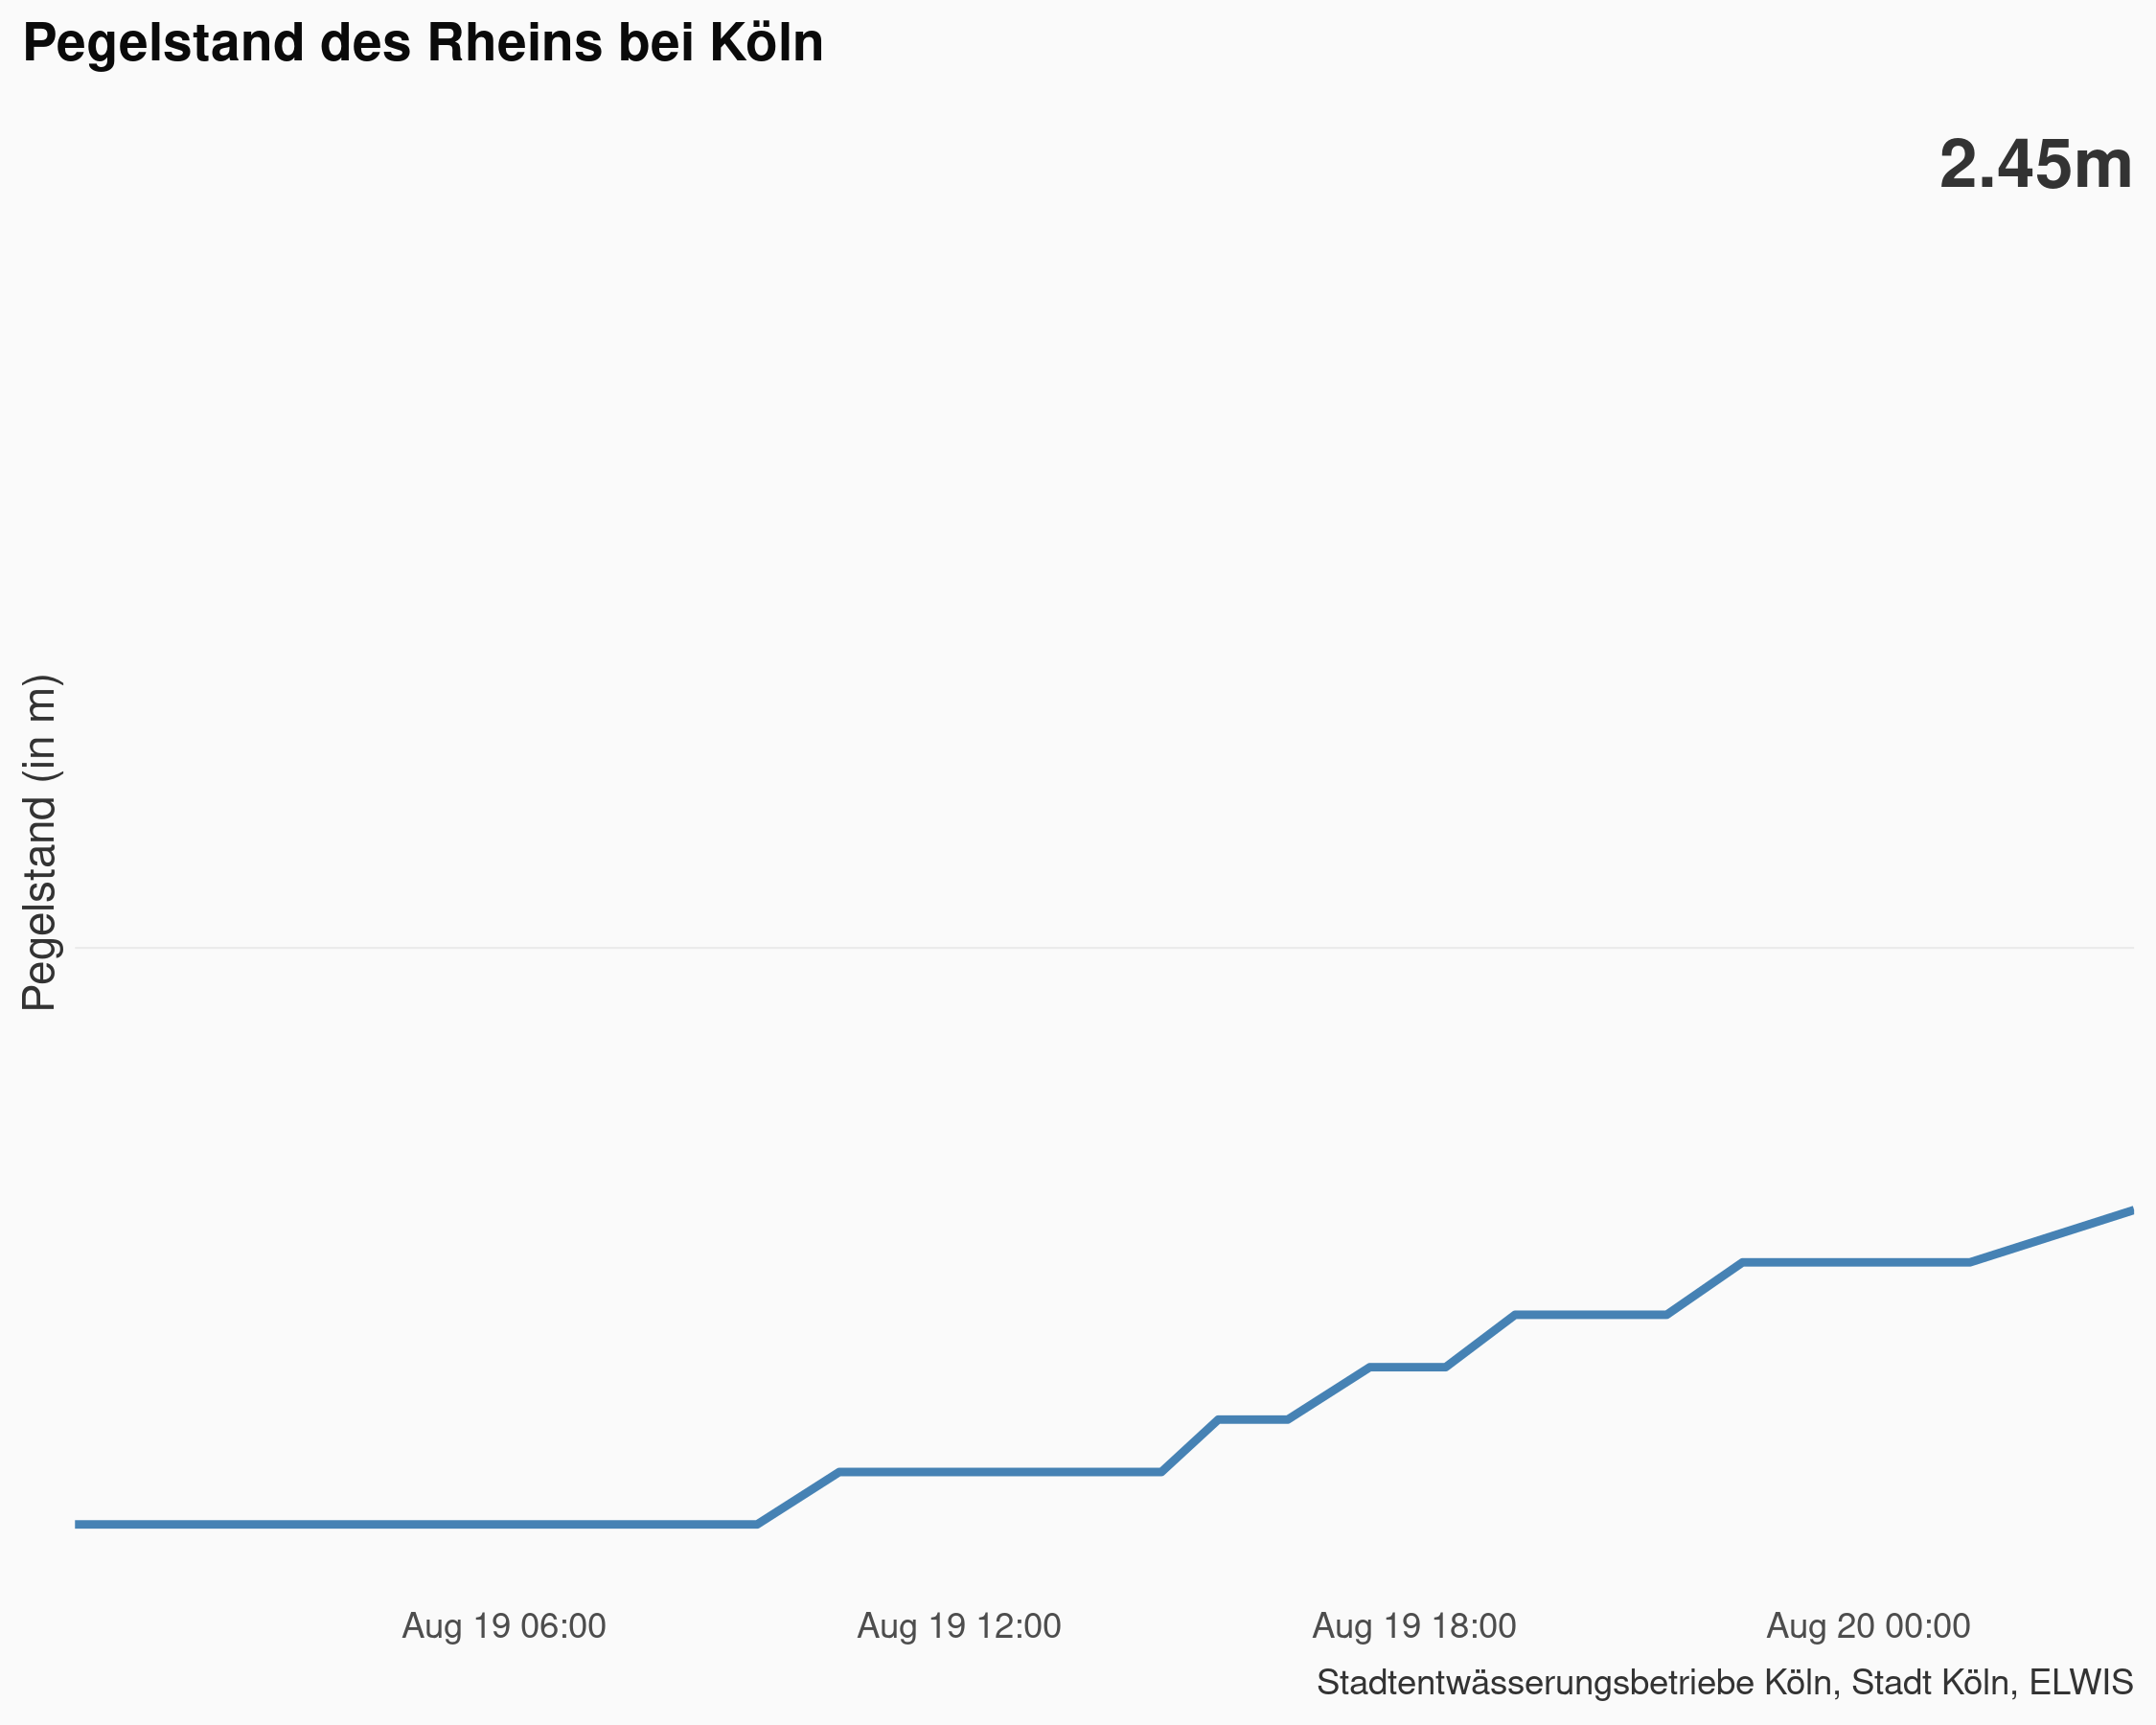 Pegelstand des Rheins bei Köln
2.45m
Pegelstand (in m)
Aug 19 06:00
Aug 19 12:00
Aug 19 18:00
Aug 20 00:00
Stadtentwässerungsbetriebe Köln, Stadt Köln, ELWIS